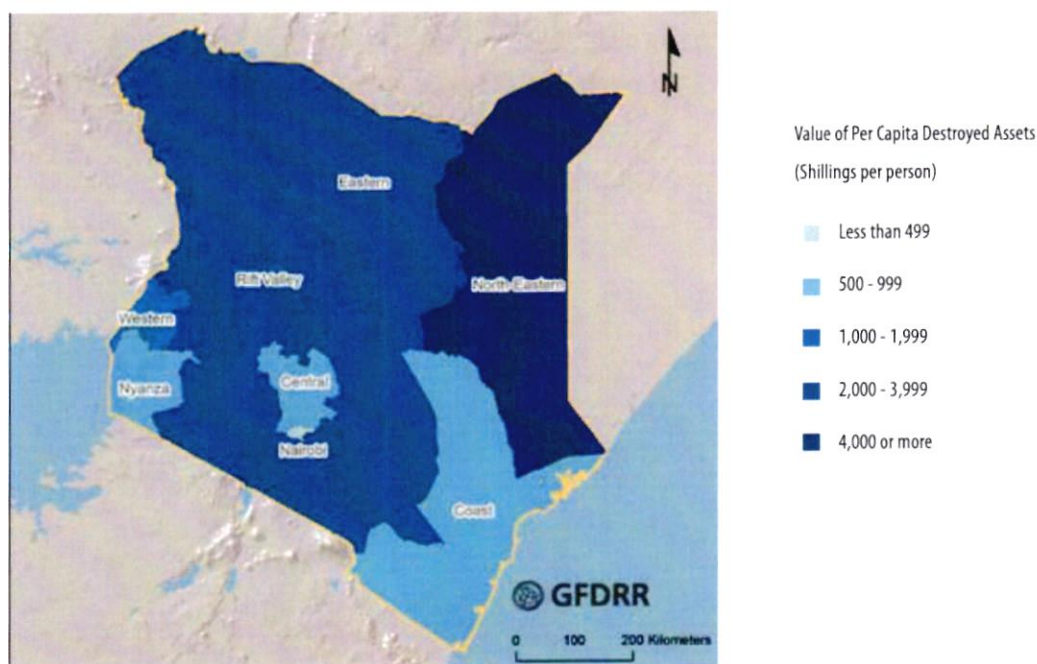 N
Eastern
Rift Valley
North Eastern
Western
Nyanza
Central
Nairobi
Coast
GFDRR
0 100 200 Kilometers
Value of Per Capita Destroyed Assets
(Shillings per person)
Less than 499
500 - 999
1,000 - 1,999
2,000 - 3,999
4,000 or more